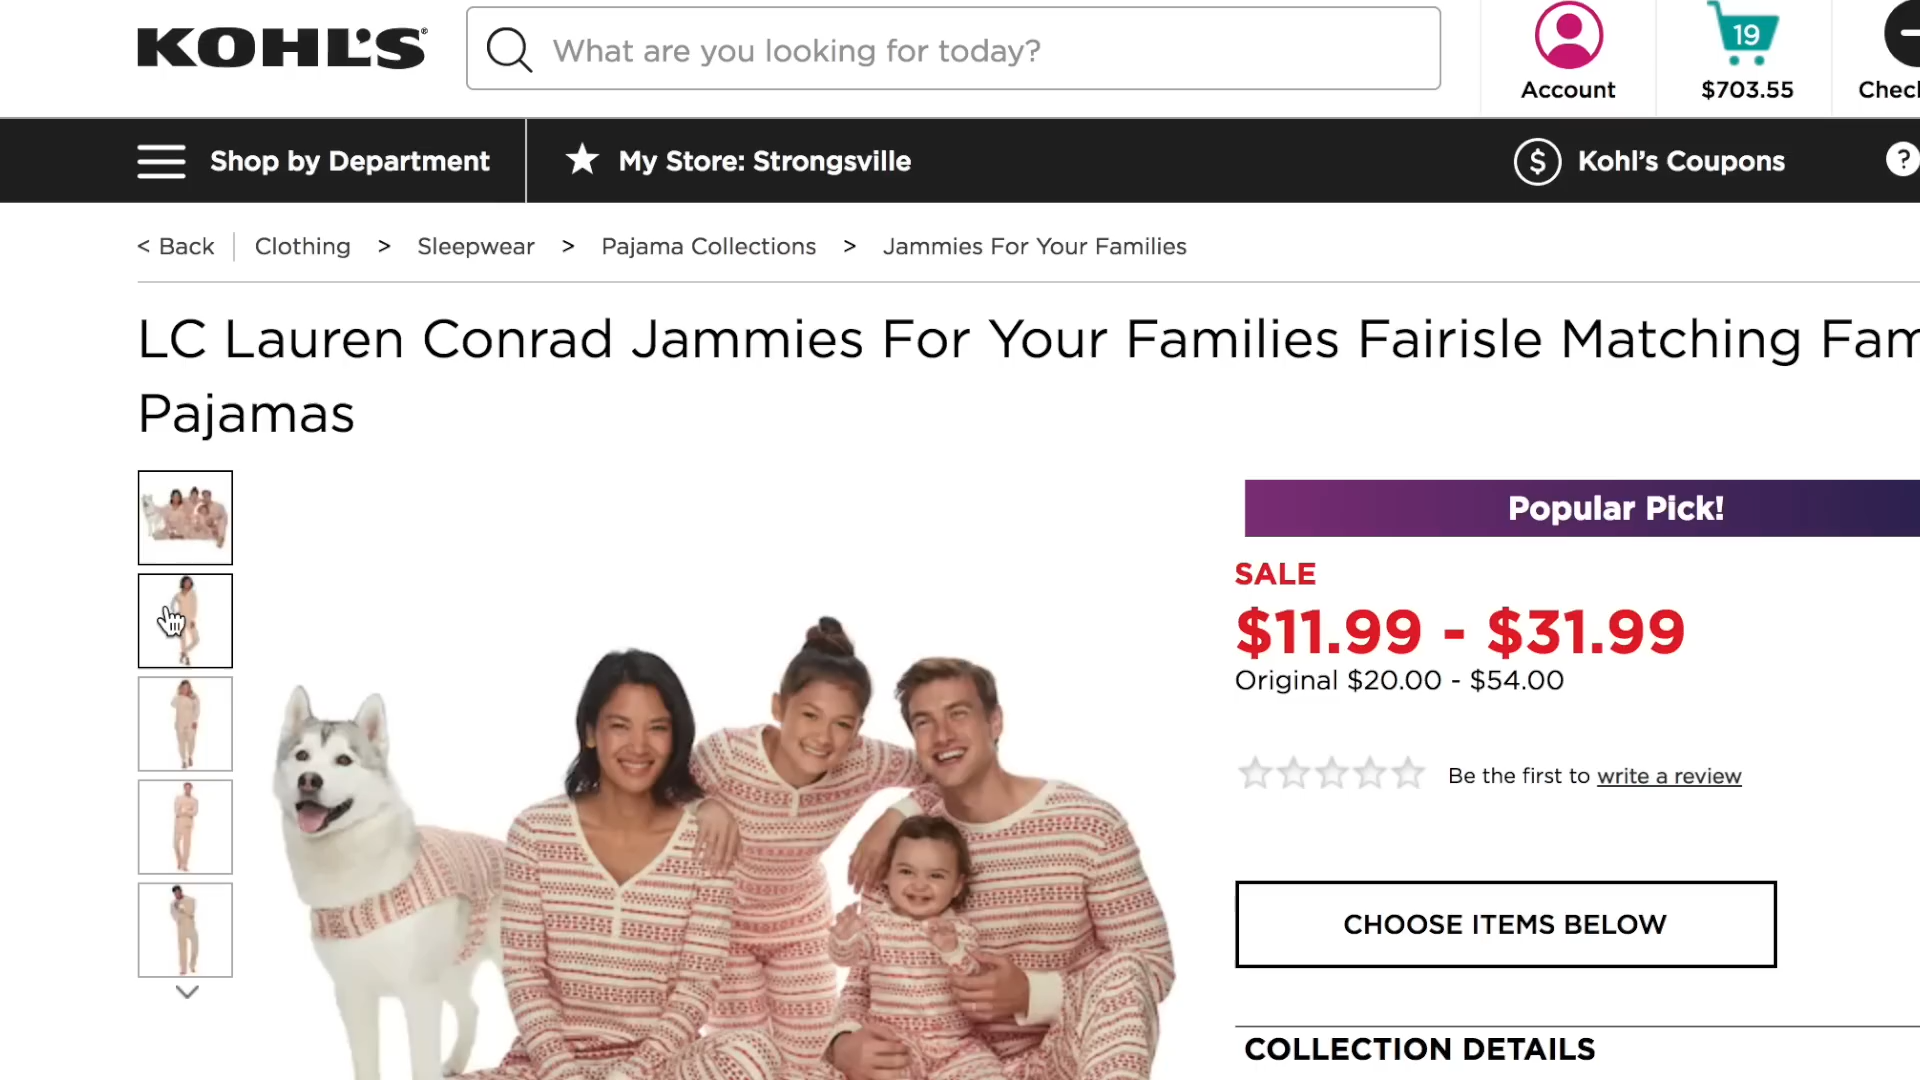 KOHL'S
What are you looking for today?
19
Account
$703.55
Shop by Department
My Store: Strongsville
$
Kohl's Coupons
?
< Back
Clothing > Sleepwear > Pajama Collections > Jammies For Your Families
LC Lauren Conrad Jammies For Your Families Fairisle Matching
Pajamas
Popular Pick!
SALE
$11.99 - $31.99
Original $20.00 - $54.00
Be the first to write a review
CHOOSE ITEMS BELOW
COLLECTION DETAILS